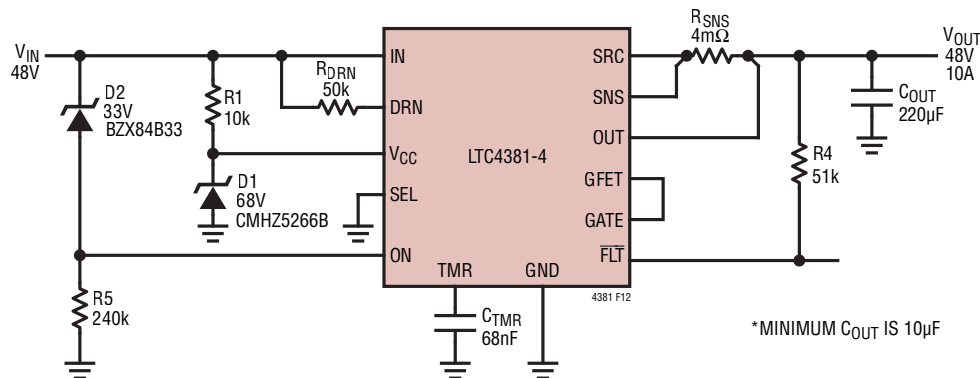 VIN
48V
D2
33V
BZX84B33
R1
10k
RDRN
50k
D1
68V
CMHZ5266B
R5
240k
IN
DRN
VCC
SEL
ON
TMR
GND
LTC4381-4
SRC
SNS
OUT
GFET
GATE
FLT
4381 F12
CTMR
68nF
RSNS
4mΩ
VOUT
48V
10A
COUT
220µF
R4
51k
*MINIMUM COUT IS 10µF